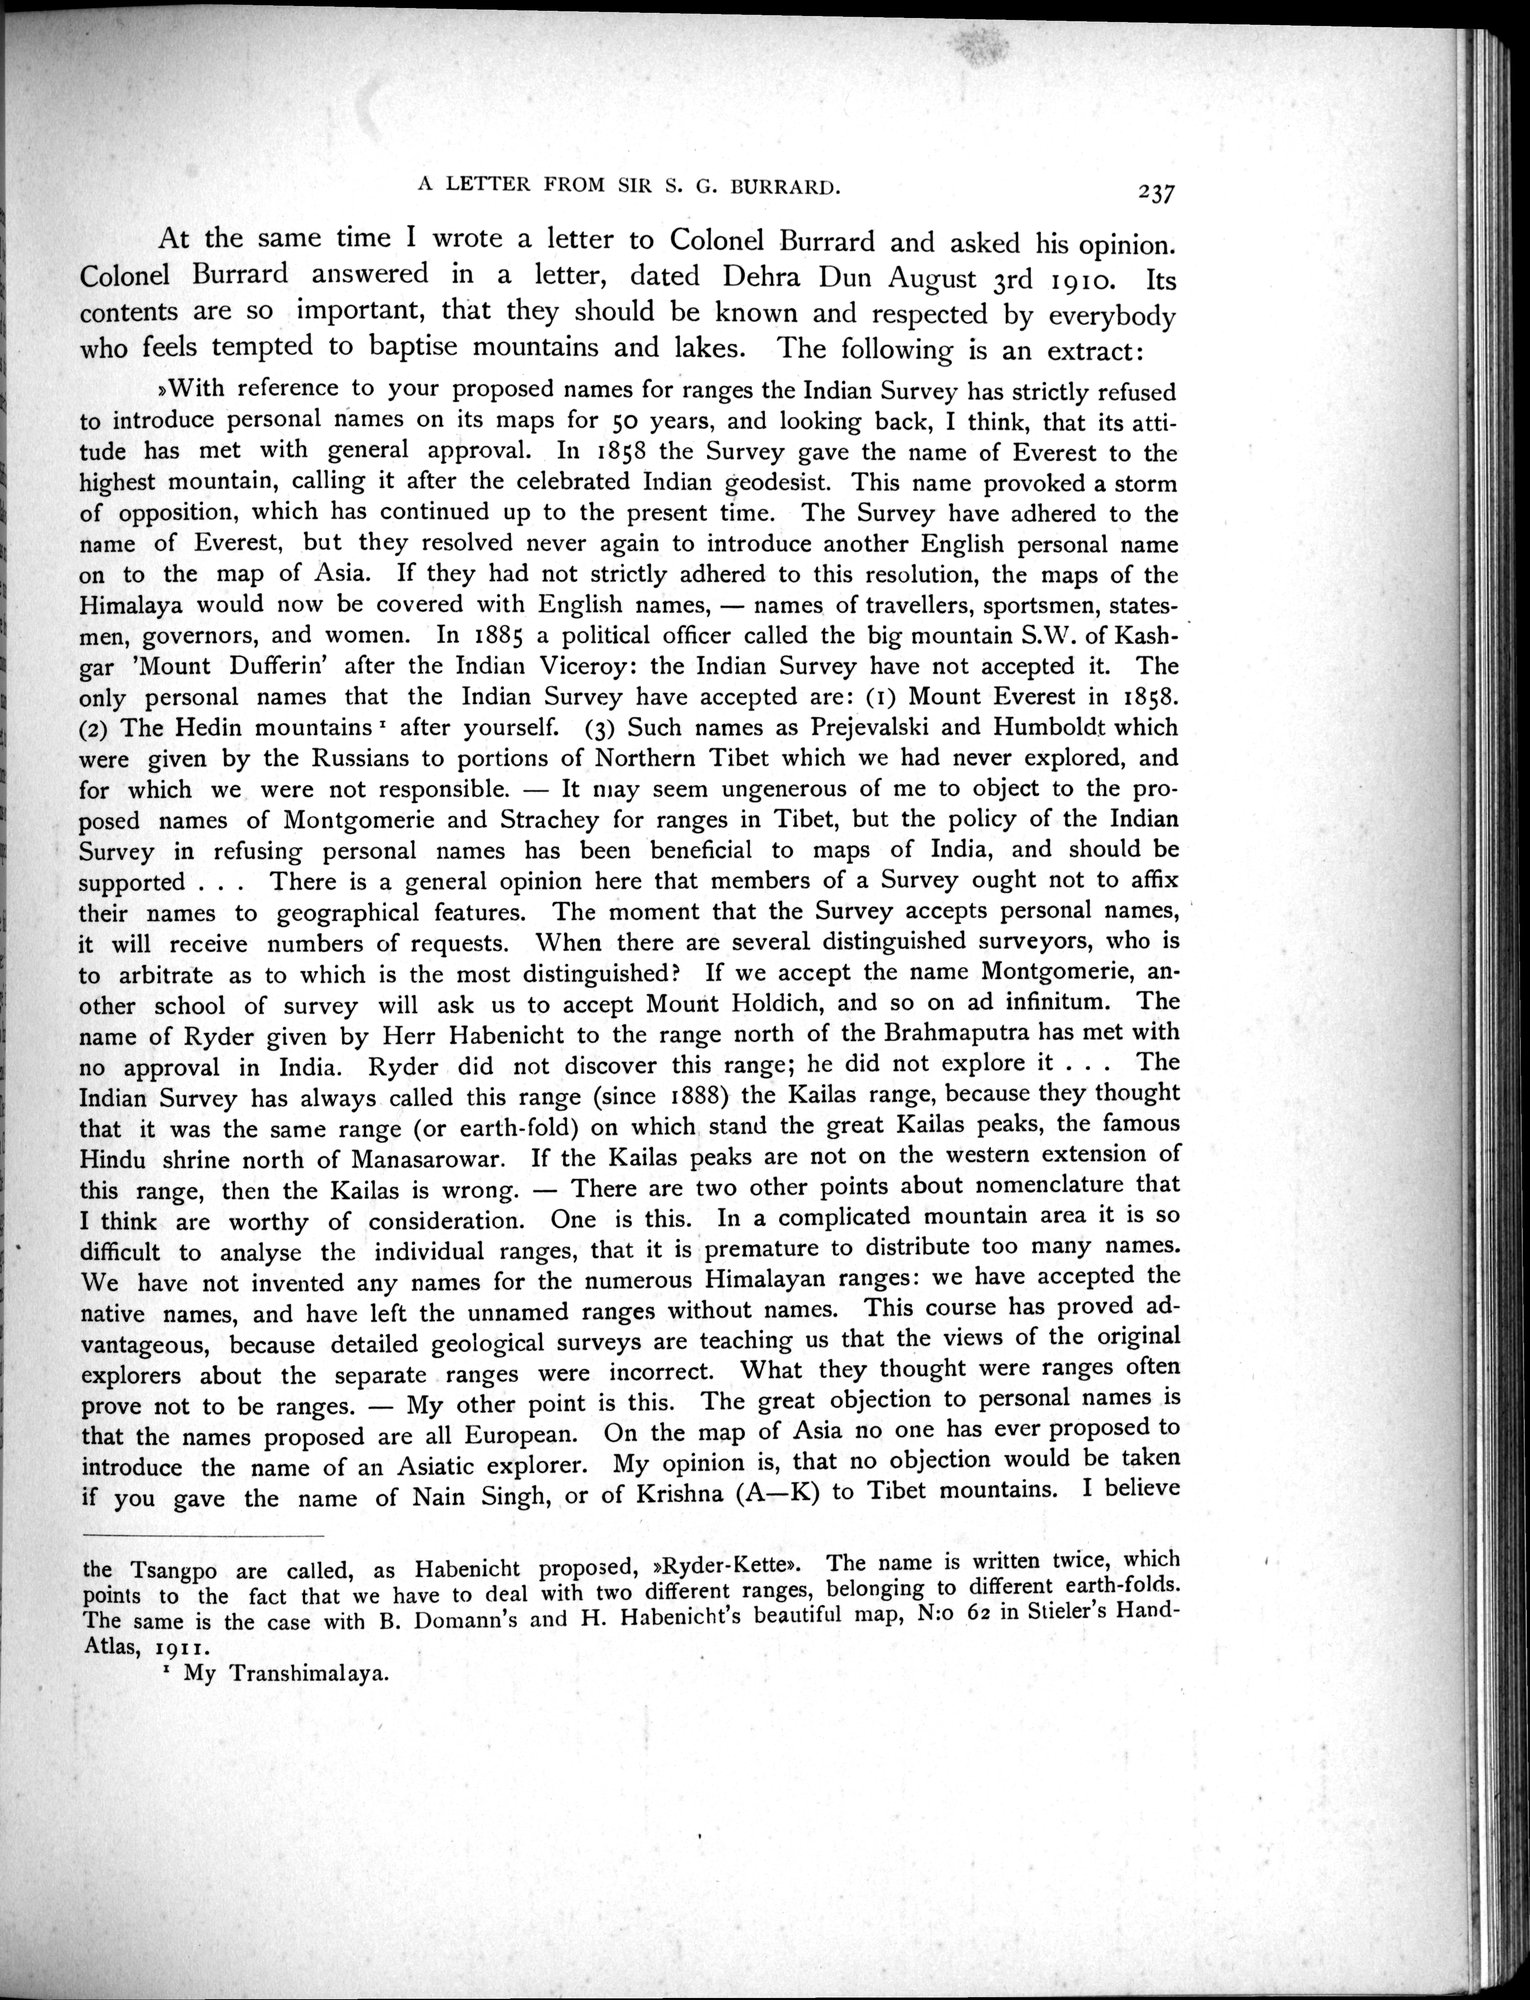 A LETTER FROM SIR S. G. BURRARD.
237
At the same time I wrote a letter to Colonel Burrard and asked his opinion.
Colonel Burrard answered in a letter, dated Dehra Dun August 3rd 1910. Its
contents are so important, that they should be known and respected by everybody
who feels tempted to baptise mountains and lakes. The following is an extract:
»With reference to your proposed names for ranges the Indian Survey has strictly refused
to introduce personal names on its maps for 50 years, and looking back, I think, that its atti-
tude has met with general approval. In 1858 the Survey gave the name of Everest to the
highest mountain, calling it after the celebrated Indian geodesist. This name provoked a storm
of opposition, which has continued up to the present time. The Survey have adhered to the
name of Everest, but they resolved never again to introduce another English personal name
on to the map of Asia. If they had not strictly adhered to this resolution, the maps of the
Himalaya would now be covered with English names, — names of travellers, sportsmen, states-
men, governors, and women. In 1885 a political officer called the big mountain S.W. of Kash-
gar 'Mount Dufferin' after the Indian Viceroy: the Indian Survey have not accepted it. The
only personal names that the Indian Survey have accepted are: (1) Mount Everest in 1858.
(2) The Hedin mountains ¹ after yourself. (3) Such names as Prejevalski and Humboldt which
were given by the Russians to portions of Northern Tibet which we had never explored, and
for which we were not responsible. — It may seem ungenerous of me to object to the pro-
posed names of Montgomerie and Strachey for ranges in Tibet, but the policy of the Indian
Survey in refusing personal names has been beneficial to maps of India, and should be
supported . . . There is a general opinion here that members of a Survey ought not to affix
their names to geographical features. The moment that the Survey accepts personal names,
it will receive numbers of requests. When there are several distinguished surveyors, who is
to arbitrate as to which is the most distinguished? If we accept the name Montgomerie, an-
other school of survey will ask us to accept Mount Holdich, and so on ad infinitum. The
name of Ryder given by Herr Habenicht to the range north of the Brahmaputra has met with
no approval in India. Ryder did not discover this range; he did not explore it . . . The
Indian Survey has always called this range (since 1888) the Kailas range, because they thought
that it was the same range (or earth-fold) on which stand the great Kailas peaks, the famous
Hindu shrine north of Manasarowar. If the Kailas peaks are not on the western extension of
this range, then the Kailas is wrong. — There are two other points about nomenclature that
I think are worthy of consideration. One is this. In a complicated mountain area it is so
difficult to analyse the individual ranges, that it is premature to distribute too many names.
We have not invented any names for the numerous Himalayan ranges: we have accepted the
native names, and have left the unnamed ranges without names. This course has proved ad-
vantageous, because detailed geological surveys are teaching us that the views of the original
explorers about the separate ranges were incorrect. What they thought were ranges often
prove not to be ranges. — My other point is this. The great objection to personal names is
that the names proposed are all European. On the map of Asia no one has ever proposed to
introduce the name of an Asiatic explorer. My opinion is, that no objection would be taken
if you gave the name of Nain Singh, or of Krishna (A—K) to Tibet mountains. I believe
the Tsangpo are called, as Habenicht proposed, »Ryder-Kette». The name is written twice, which
points to the fact that we have to deal with two different ranges, belonging to different earth-folds.
The same is the case with B. Domann's and H. Habenicht's beautiful map, N:o 62 in Stieler's Hand-
Atlas, 1911.
¹ My Transhimalaya.